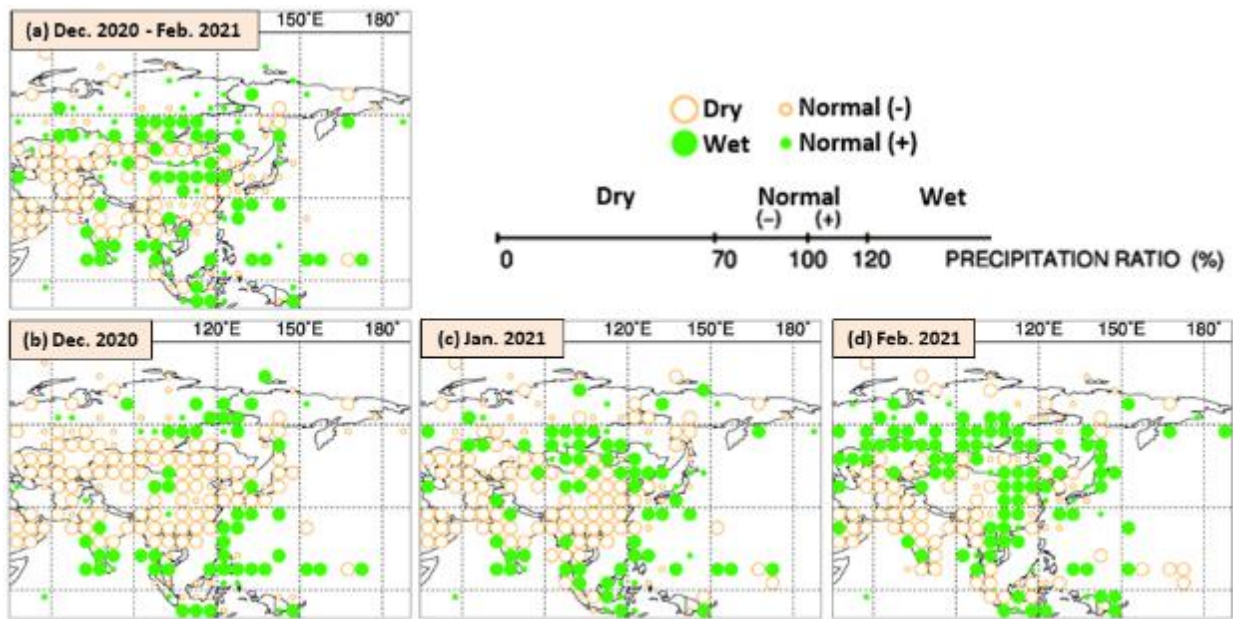 (a) Dec. 2020 - Feb. 2021
150°E 180°
Dry Normal (-)
Wet Normal (+)
Dry Normal Wet
(−) (+)
0 70 100 120 PRECIPITATION RATIO (%)
(b) Dec. 2020
120°E 150°E 180°
(c) Jan. 2021
120°E 150°E 180°
(d) Feb. 2021
120°E 150°E 180°